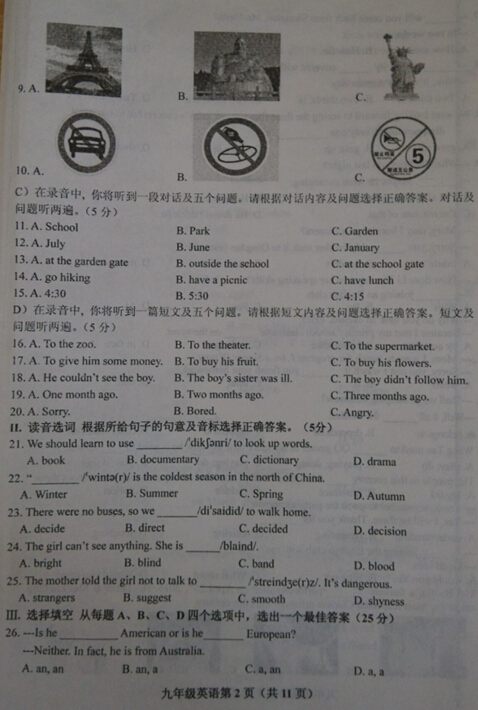 9. A. B. C.
5
10. A. B. C.
C）在录音中，你将听到一段对话及五个问题。请根据对话内容及问题选择正确答案。对话及
问题听两遍。（5 分）
11. A. School B. Park C. Garden
12. A. July B. June C. January
13. A. at the garden gate B. outside the school C. at the school gate
14. A. go hiking B. have a picnic C. have lunch
15. A. 4:30 B. 5:30 C. 4:15
D）在录音中，你将听到一篇短文及五个问题。请根据短文内容及问题选择正确答案。短文及
问题听两遍。（5 分）
16. A. To the zoo. B. To the theater. C. To the supermarket.
17. A. To give him some money. B. To buy his fruit. C. To buy his flowers.
18. A. He couldn't see the boy. B. The boy's sister was ill. C. The boy didn't follow him.
19. A. One month ago. B. Two months ago. C. Three months ago.
20. A. Sorry. B. Bored. C. Angry.
II. 读音选词 根据所给句子的句意及音标选择正确答案。（5分）
21. We should learn to use ________ /'dikʃənri/ to look up words.
A. book B. documentary C. dictionary D. drama
22. “________ /'wintə(r)/ is the coldest season in the north of China.
A. Winter B. Summer C. Spring D. Autumn
23. There were no buses, so we _______/di'saidid/ to walk home.
A. decide B. direct C. decided D. decision
24. The girl can't see anything. She is ______/blaind/.
A. bright B. blind C. band D. blood
25. The mother told the girl not to talk to ________ /'streindʒe(r)z/. It's dangerous.
A. strangers B. suggest C. smooth D. shyness
III. 选择填空 从每题 A、B、C、D 四个选项中，选出一个最佳答案（25 分）
26. ---Is he __________ American or is he_______ European?
---Neither. In fact, he is from Australia.
A. an, an B. an, a C. a, an D. a, a
九年级英语第 2 页（共 11 页）